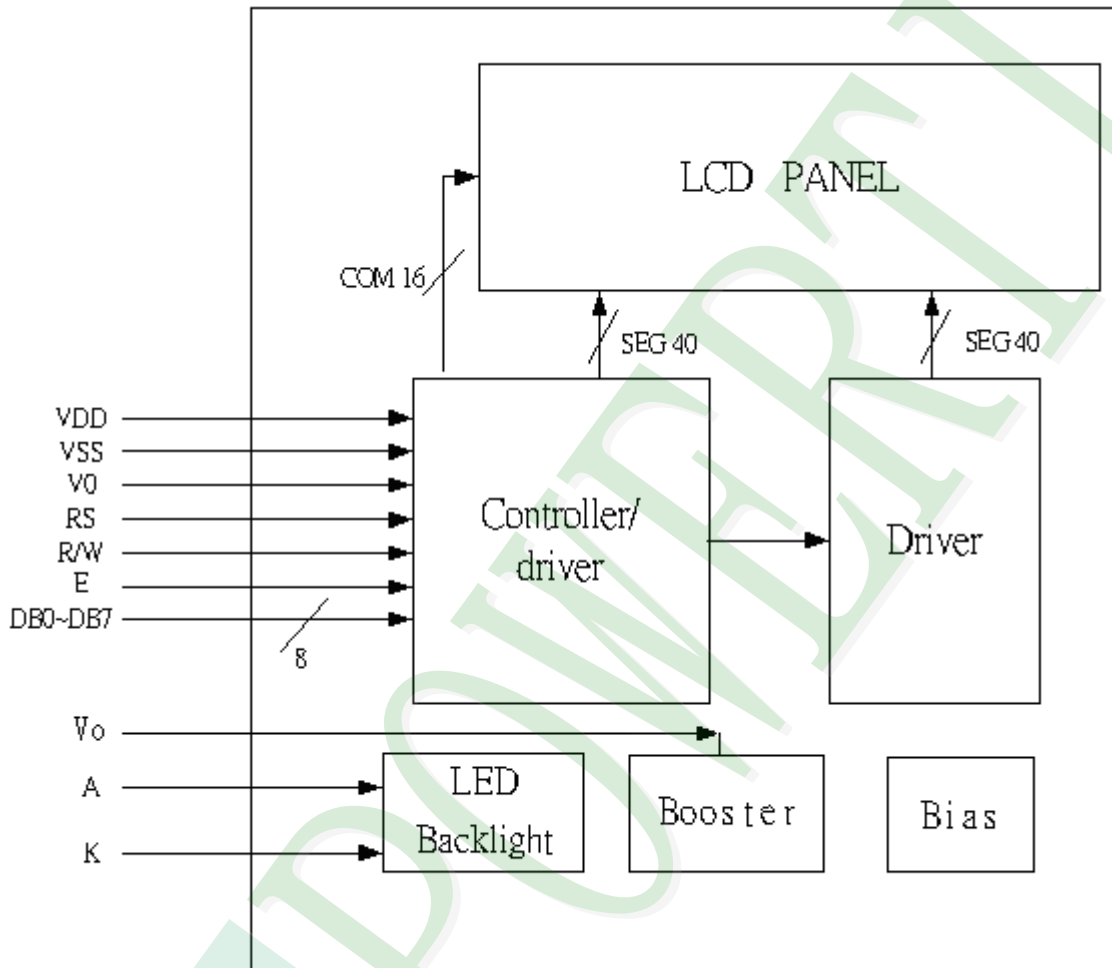 LCD PANEL
COM 16
SEG 40
SEG 40
VDD
VSS
V0
RS
R/W
E
DB0~DB7
8
Controller/
driver
Driver
Vo
A
K
LED
Backlight
Booster
Bias